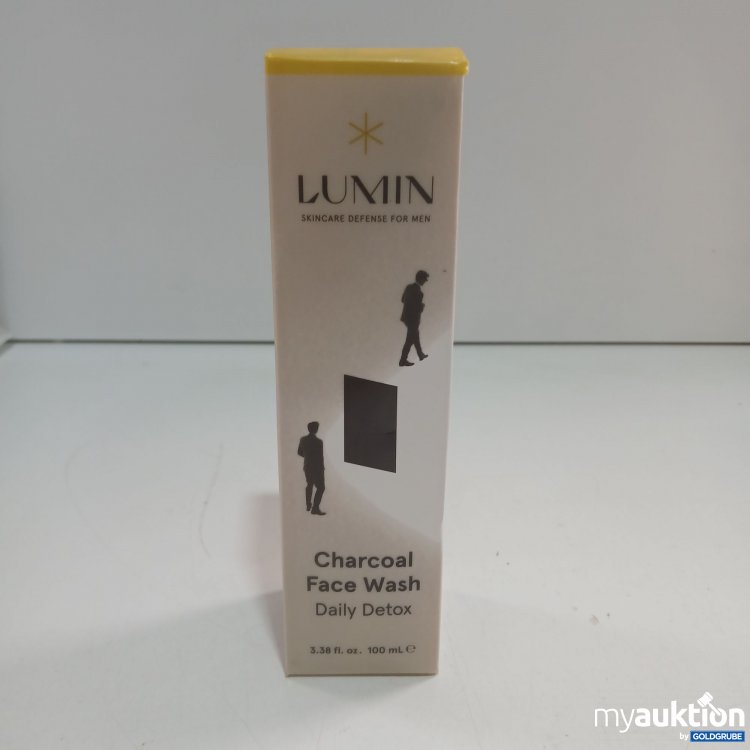 LUMIN
SKINCARE DEFENSE FOR MEN
Charcoal
Face Wash
Daily Detox
3.38 fl. oz. 100 mL ℮
myauktion
by GOLDGRUBE